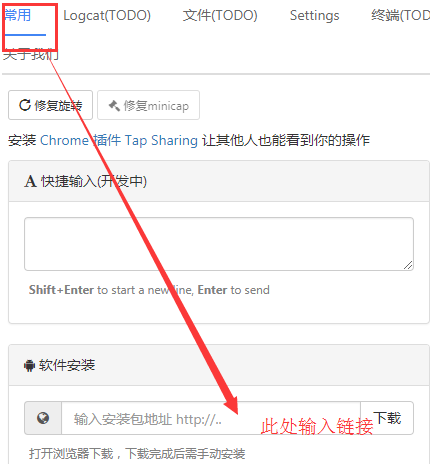 常用 Logcat(TODO) 文件(TODO) Settings 终端(TOD
关于我们
修复旋转 修复minicap
安装 Chrome 插件 Tap Sharing 让其他人也能看到你的操作
快捷输入(开发中)
Shift+Enter to start a new line, Enter to send
软件安装
输入安装包地址 http://.. 此处输入链接 下载
打开浏览器下载，下载完成后需手动安装